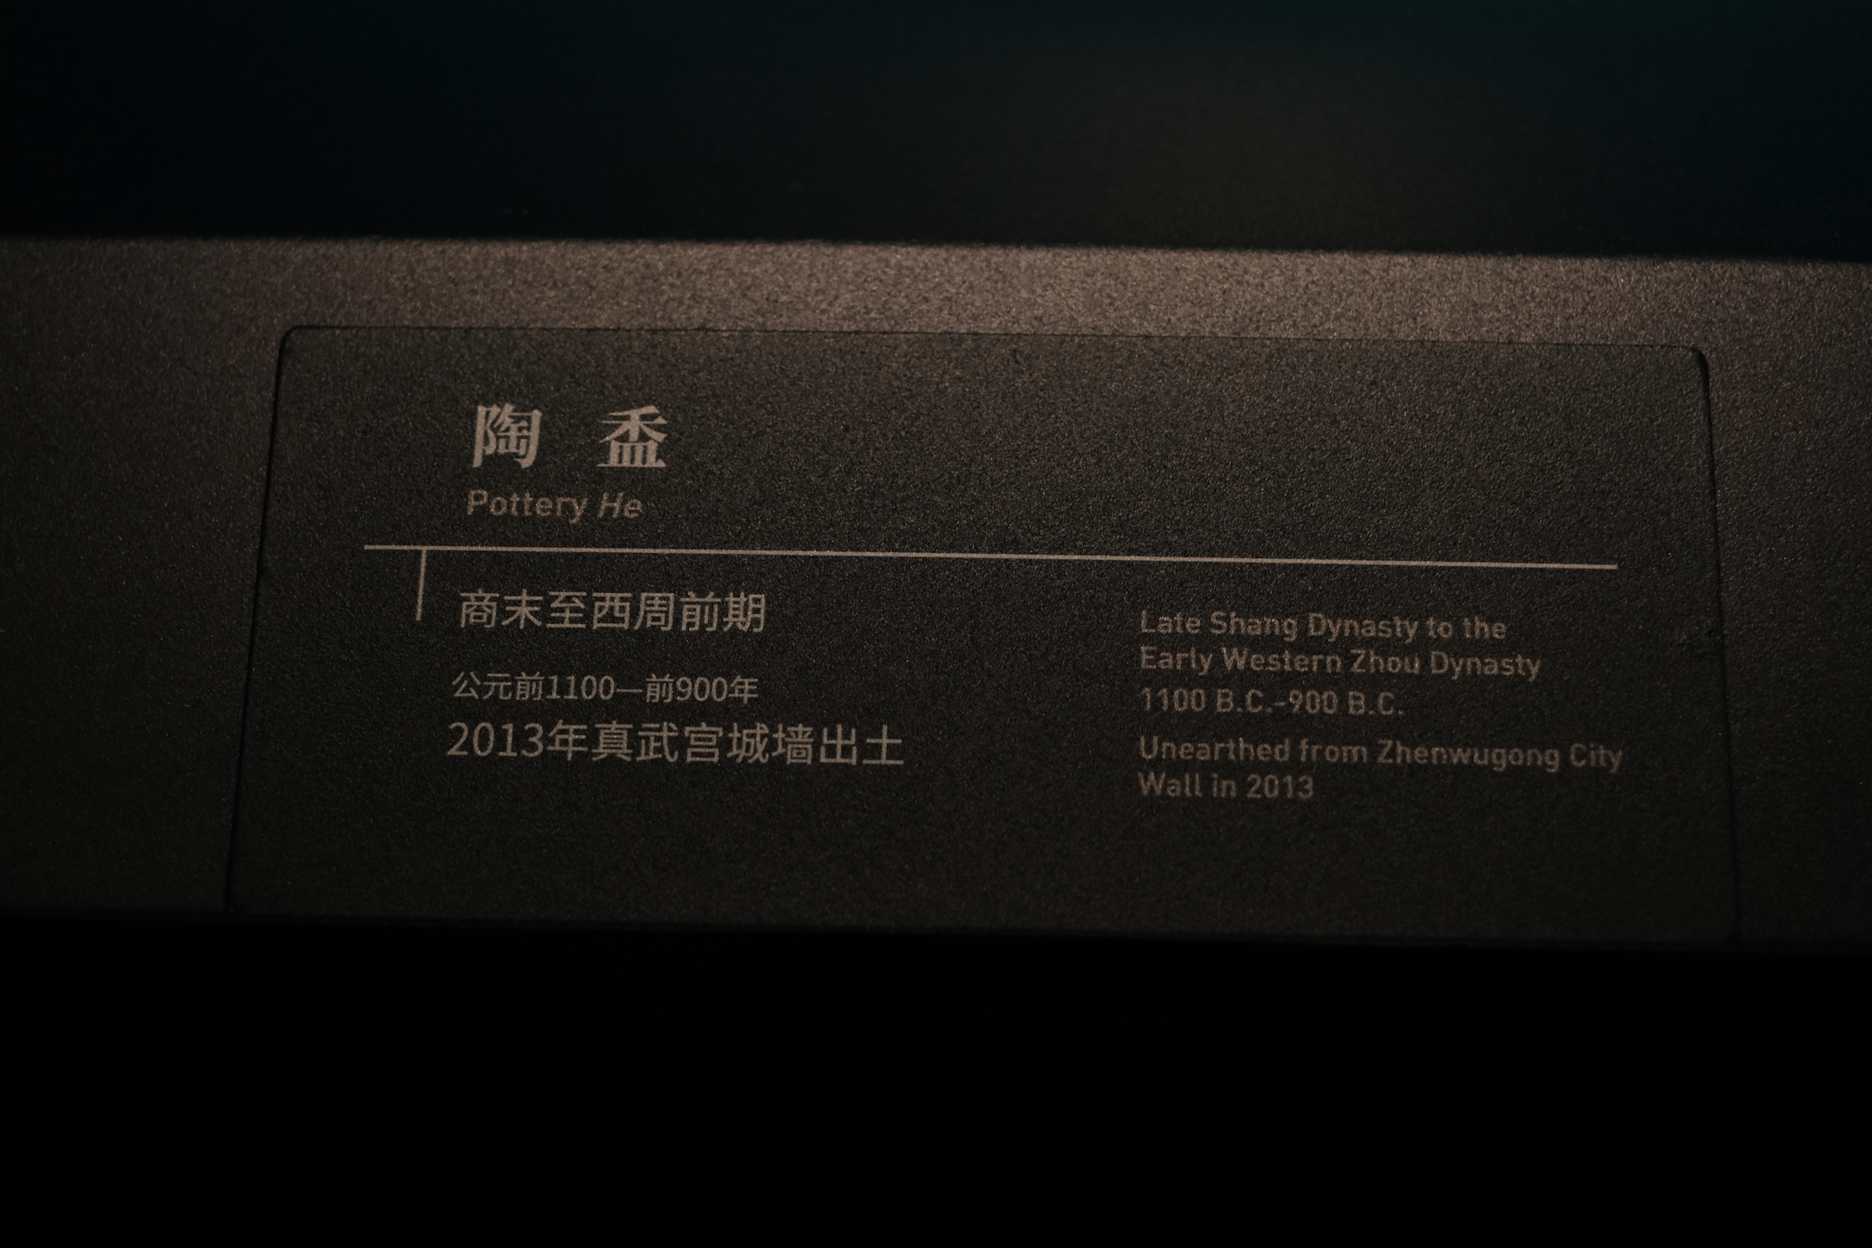 陶 盉
Pottery He
商末至西周前期
公元前1100—前900年
2013年真武宫城墙出土
Late Shang Dynasty to the
Early Western Zhou Dynasty
1100 B.C.-900 B.C.
Unearthed from Zhenwugong City
Wall in 2013